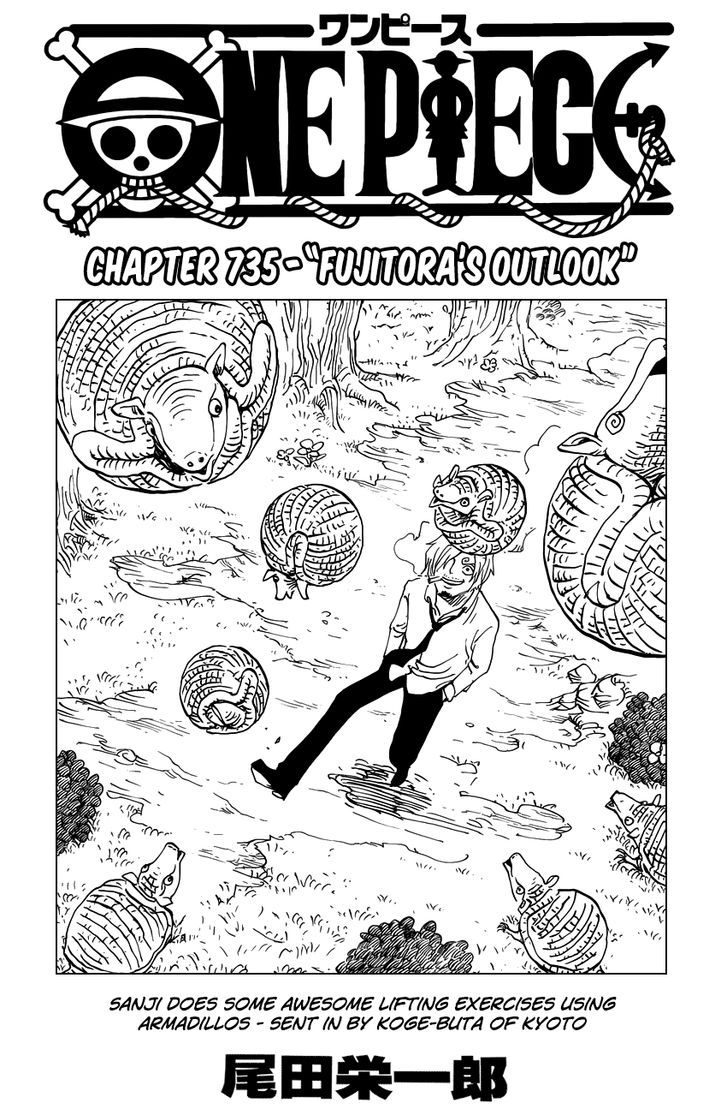 ワンピース
ONE PIECE
CHAPTER 735 - "FUJITORA'S OUTLOOK"
SANJI DOES SOME AWESOME LIFTING EXERCISES USING
ARMADILLOS - SENT IN BY KOGE-BUTA OF KYOTO
尾田栄一郎